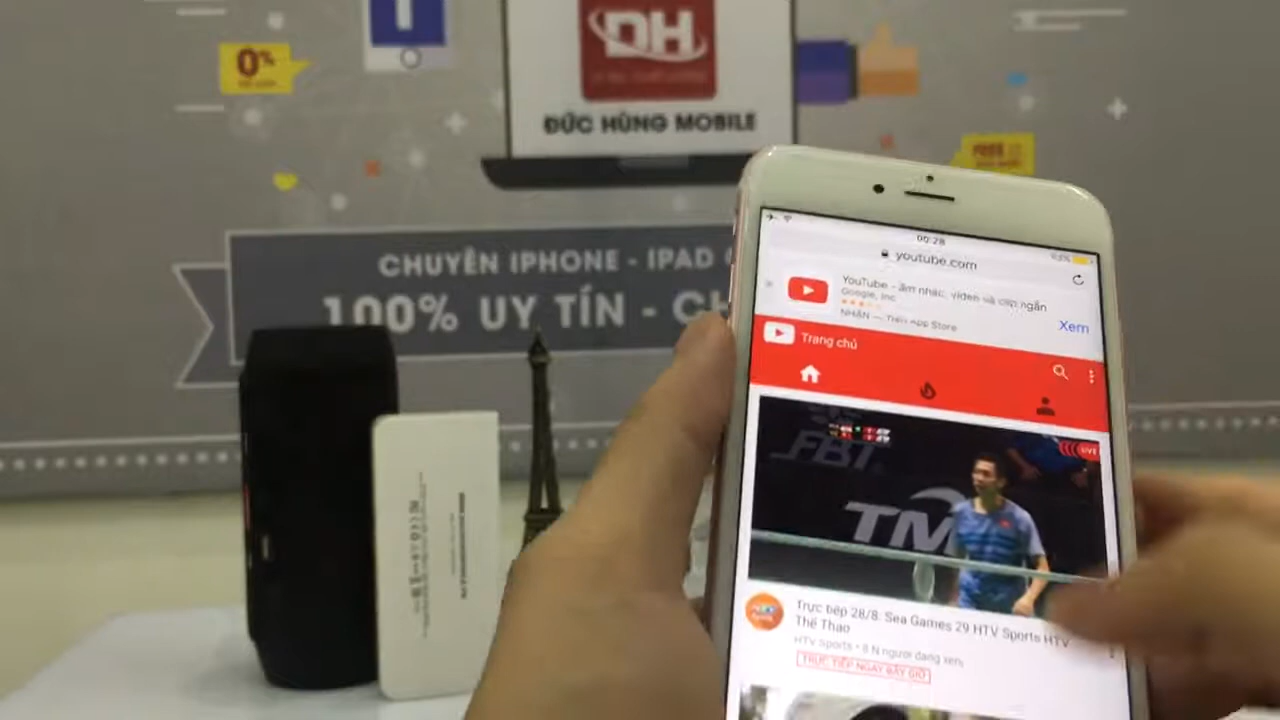 0%
DH
ĐỨC HÙNG MOBILE
FREE
CHUYÊN IPHONE - IPAD
100% UY TÍN - CH
00:28
youtube.com
YouTube - âm nhạc, video và clip ngắn
Google, Inc.
NHẬN — Trên App Store
Xem
Trang chủ
FBT
LIVE
TM
Trực tiếp 28/8: Sea Games 29 HTV Sports HTV
Thể Thao
HTV Sports • 8 N người đang xem
TRỰC TIẾP NGAY BÂY GIỜ